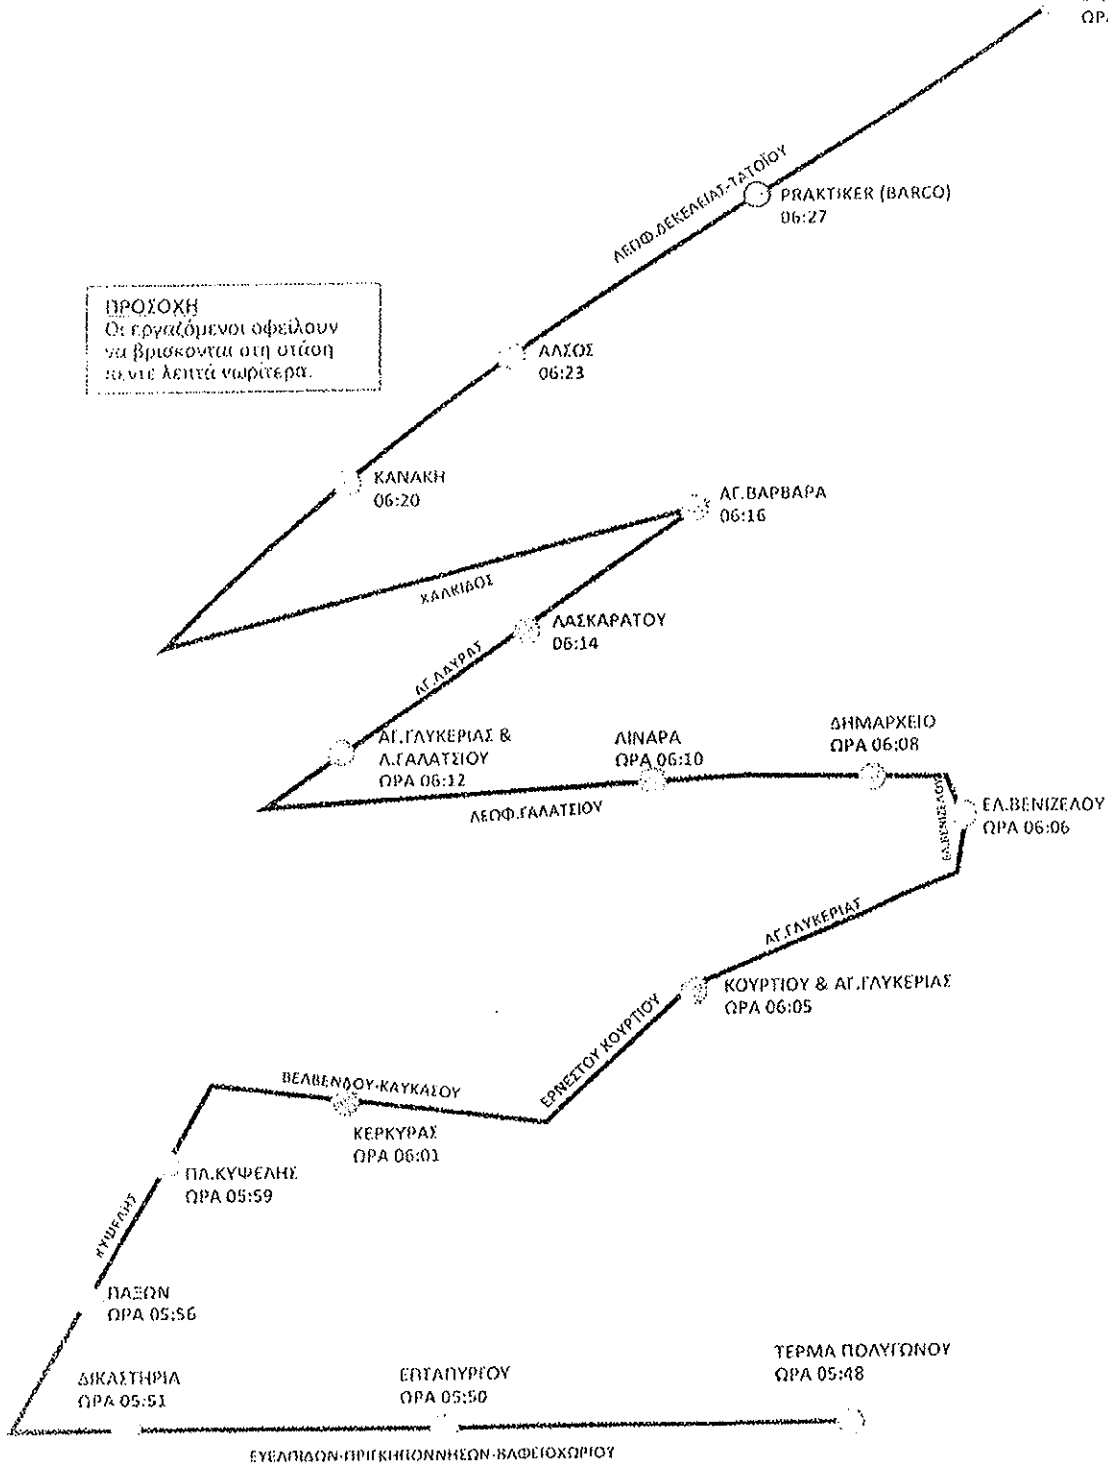 ΩΡΑ
ΛΕΩΦ.ΔΕΚΕΛΕΙΑΣ-ΤΑΤΟΪΟΥ
PRAKTIKER (BARCO)
06:27
ΠΡΟΣΟΧΗ
Οι εργαζόμενοι οφείλουν
να βρισκονται στη στάση
πεντε λεπτά νωρίτερα.
ΑΛΣΟΣ
06:23
ΚΑΝΑΚΗ
06:20
ΑΓ.ΒΑΡΒΑΡΑ
06:16
ΧΑΛΚΙΔΟΣ
ΛΑΣΚΑΡΑΤΟΥ
06:14
ΑΓ.ΛΑΥΡΑΣ
ΑΓ.ΓΛΥΚΕΡΙΑΣ &
Λ.ΓΑΛΑΤΣΙΟΥ
ΩΡΑ 06:12
ΛΙΝΑΡΑ
ΩΡΑ 06:10
ΔΗΜΑΡΧΕΙΟ
ΩΡΑ 06:08
ΛΕΩΦ.ΓΑΛΑΤΣΙΟΥ
ΕΛ.ΒΕΝΙΖΕΛΟΥ
ΕΛ.ΒΕΝΙΖΕΛΟΥ
ΩΡΑ 06:06
ΑΓ.ΓΛΥΚΕΡΙΑΣ
ΚΟΥΡΤΙΟΥ & ΑΓ.ΓΛΥΚΕΡΙΑΣ
ΩΡΑ 06:05
ΕΡΝΕΣΤΟΥ ΚΟΥΡΤΙΟΥ
ΒΕΛΒΕΝΔΟΥ-ΚΑΥΚΑΣΟΥ
ΚΕΡΚΥΡΑΣ
ΩΡΑ 06:01
ΠΛ.ΚΥΨΕΛΗΣ
ΩΡΑ 05:59
ΚΥΨΕΛΗΣ
ΠΑΞΩΝ
ΩΡΑ 05:56
ΔΙΚΑΣΤΗΡΙΑ
ΩΡΑ 05:51
ΕΠΤΑΠΥΡΓΟΥ
ΩΡΑ 05:50
ΤΕΡΜΑ ΠΟΛΥΓΩΝΟΥ
ΩΡΑ 05:48
ΕΥΕΛΠΙΔΩΝ-ΠΡΙΓΚΗΠΟΝΝΗΣΩΝ-ΒΑΦΕΙΟΧΩΡΙΟΥ